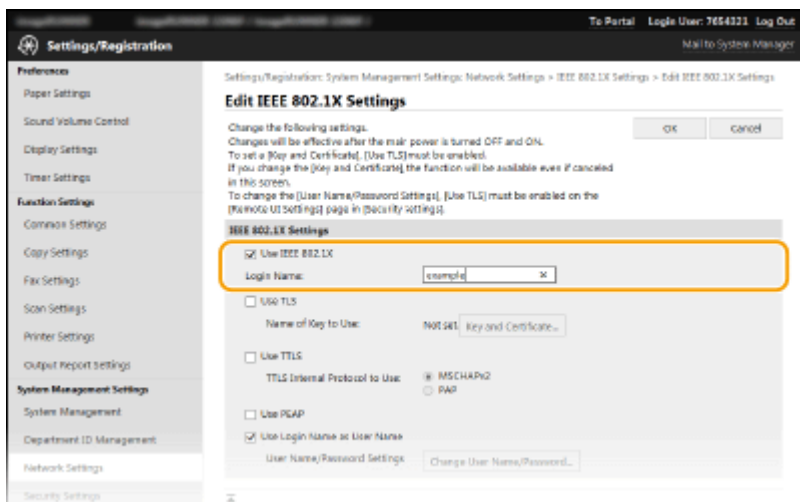 To Portal Login User: 7654321 Log Out
Settings/Registration
Mail to System Manager
Preferences
Paper Settings
Sound Volume Control
Display Settings
Timer Settings
Function Settings
Common Settings
Copy Settings
Fax Settings
Scan Settings
Printer Settings
Output Report Settings
System Management Settings
System Management
Department ID Management
Network Settings
Security Settings
Settings/Registration: System Management Settings: Network Settings > IEEE 802.1X Settings > Edit IEEE 802.1X Settings
Edit IEEE 802.1X Settings
Change the following settings.
Changes will be effective after the main power is turned OFF and ON.
To set a [Key and Certificate], [Use TLS] must be enabled.
If you change the [Key and Certificate], the function will be available even if canceled
in this screen.
To change the [User Name/Password Settings], [Use TLS] must be enabled on the
[Remote UI Settings] page in [Security Settings].
OK Cancel
IEEE 802.1X Settings
Use IEEE 802.1X
Login Name: example ×
Use TLS
Name of Key to Use: Not set Key and Certificate...
Use TTLS
TTLS Internal Protocol to Use: MSCHAPv2
PAP
Use PEAP
Use Login Name as User Name
User Name/Password Settings Change User Name/Password...